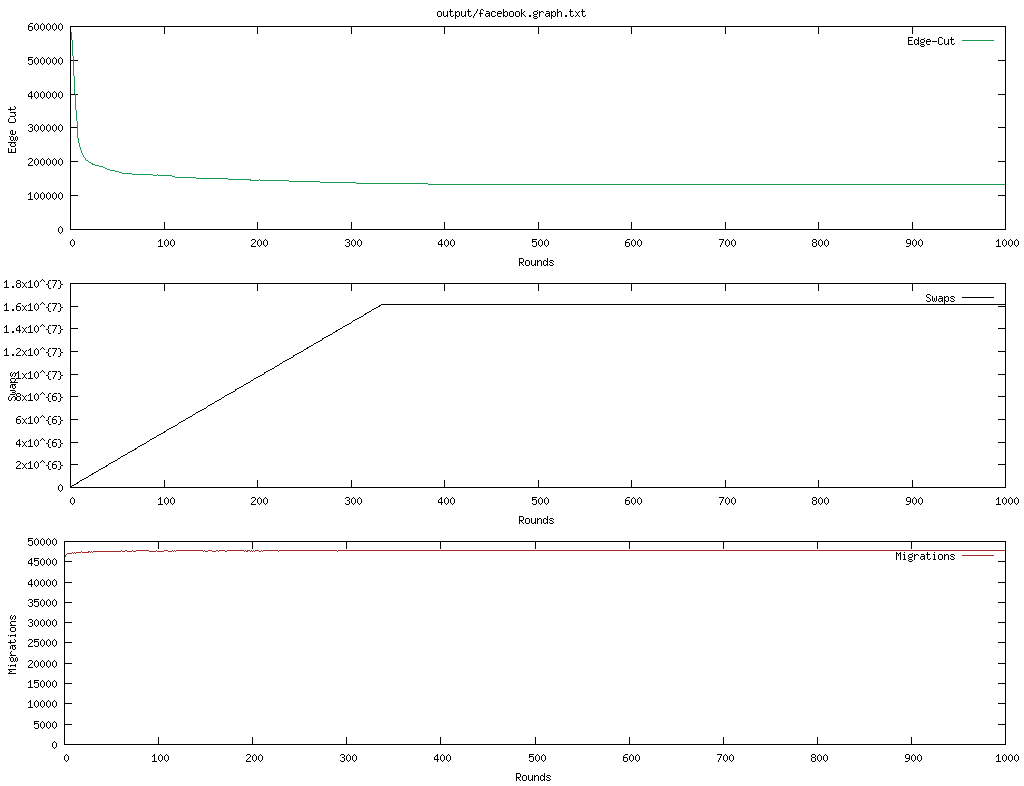 output/facebook.graph.txt
600000
500000
400000
300000
200000
100000
0
Edge Cut
Edge-Cut
0 100 200 300 400 500 600 700 800 900 1000
Rounds
1.8x10^{7}
1.6x10^{7}
1.4x10^{7}
1.2x10^{7}
1x10^{7}
8x10^{6}
6x10^{6}
4x10^{6}
2x10^{6}
0
Swaps
Swaps
0 100 200 300 400 500 600 700 800 900 1000
Rounds
50000
45000
40000
35000
30000
25000
20000
15000
10000
5000
0
Migrations
Migrations
0 100 200 300 400 500 600 700 800 900 1000
Rounds